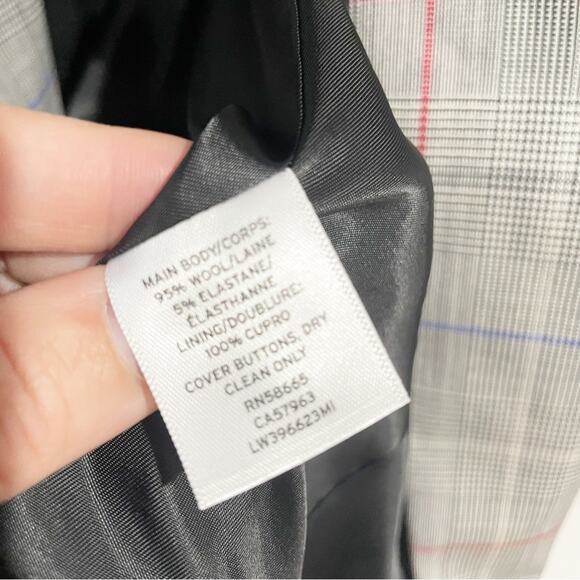 MAIN BODY/CORPS:
95% WOOL/LAINE
5% ELASTANE/
ÉLASTHANNE
LINING/DOUBLURE:
100% CUPRO
COVER BUTTONS, DRY
CLEAN ONLY
RN58665
CA57963
LW396623MI